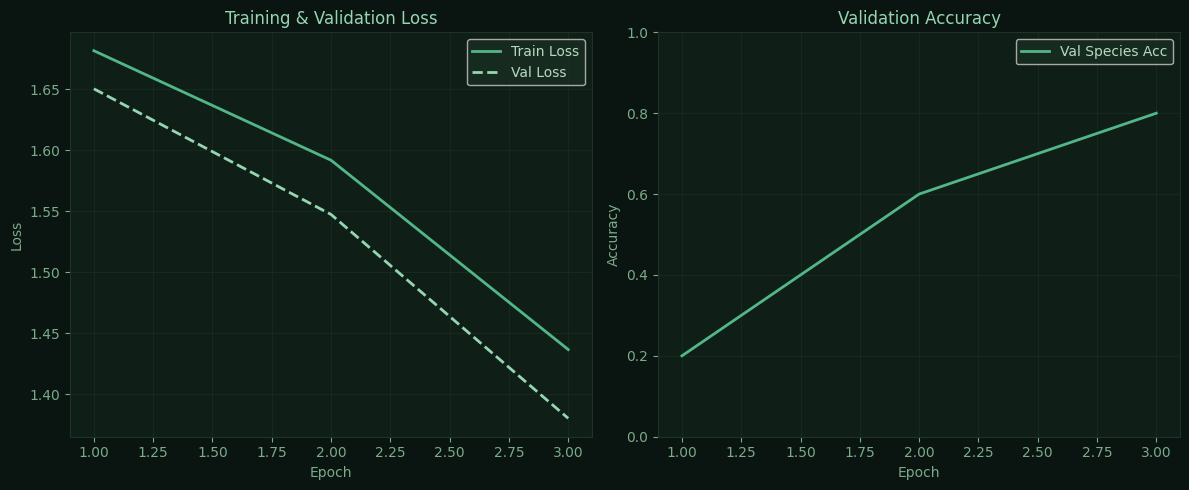 Training & Validation Loss
Train Loss
Val Loss
1.65
1.60
1.55
1.50
1.45
1.40
Loss
1.00 1.25 1.50 1.75 2.00 2.25 2.50 2.75 3.00
Epoch
Validation Accuracy
Val Species Acc
1.0
0.8
0.6
0.4
0.2
0.0
Accuracy
1.00 1.25 1.50 1.75 2.00 2.25 2.50 2.75 3.00
Epoch